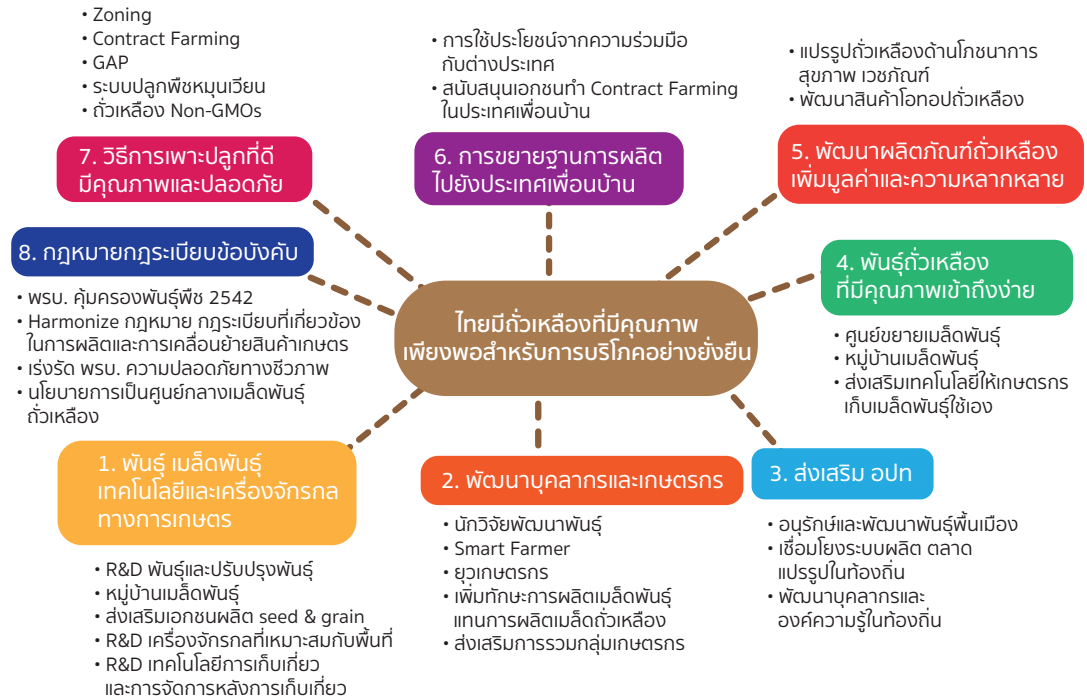 • Zoning
• Contract Farming
• GAP
• ระบบปลูกพืชหมุนเวียน
• ถั่วเหลือง Non-GMOs
7. วิธีการเพาะปลูกที่ดี
มีคุณภาพและปลอดภัย
• การใช้ประโยชน์จากความร่วมมือ
กับต่างประเทศ
• สนับสนุนเอกชนทำ Contract Farming
ในประเทศเพื่อนบ้าน
6. การขยายฐานการผลิต
ไปยังประเทศเพื่อนบ้าน
• แปรรูปถั่วเหลืองด้านโภชนาการ
สุขภาพ เวชภัณฑ์
• พัฒนาสินค้าโอทอปถั่วเหลือง
5. พัฒนาผลิตภัณฑ์ถั่วเหลือง
เพิ่มมูลค่าและความหลากหลาย
8. กฎหมายกฎระเบียบข้อบังคับ
• พรบ. คุ้มครองพันธุ์พืช 2542
• Harmonize กฎหมาย กฎระเบียบที่เกี่ยวข้อง
ในการผลิตและการเคลื่อนย้ายสินค้าเกษตร
• เร่งรัด พรบ. ความปลอดภัยทางชีวภาพ
• นโยบายการเป็นศูนย์กลางเมล็ดพันธุ์
ถั่วเหลือง
ไทยมีถั่วเหลืองที่มีคุณภาพ
เพียงพอสำหรับการบริโภคอย่างยั่งยืน
4. พันธุ์ถั่วเหลือง
ที่มีคุณภาพเข้าถึงง่าย
• ศูนย์ขยายเมล็ดพันธุ์
• หมู่บ้านเมล็ดพันธุ์
• ส่งเสริมเทคโนโลยีให้เกษตรกร
เก็บเมล็ดพันธุ์ใช้เอง
1. พันธุ์ เมล็ดพันธุ์
เทคโนโลยีและเครื่องจักรกล
ทางการเกษตร
• R&D พันธุ์และปรับปรุงพันธุ์
• หมู่บ้านเมล็ดพันธุ์
• ส่งเสริมเอกชนผลิต seed & grain
• R&D เครื่องจักรกลที่เหมาะสมกับพื้นที่
• R&D เทคโนโลยีการเก็บเกี่ยว
และการจัดการหลังการเก็บเกี่ยว
2. พัฒนาบุคลากรและเกษตรกร
• นักวิจัยพัฒนาพันธุ์
• Smart Farmer
• ยุวเกษตรกร
• เพิ่มทักษะการผลิตเมล็ดพันธุ์
แทนการผลิตเมล็ดถั่วเหลือง
• ส่งเสริมการรวมกลุ่มเกษตรกร
3. ส่งเสริม อปท
• อนุรักษ์และพัฒนาพันธุ์พื้นเมือง
• เชื่อมโยงระบบผลิต ตลาด
แปรรูปในท้องถิ่น
• พัฒนาบุคลากรและ
องค์ความรู้ในท้องถิ่น